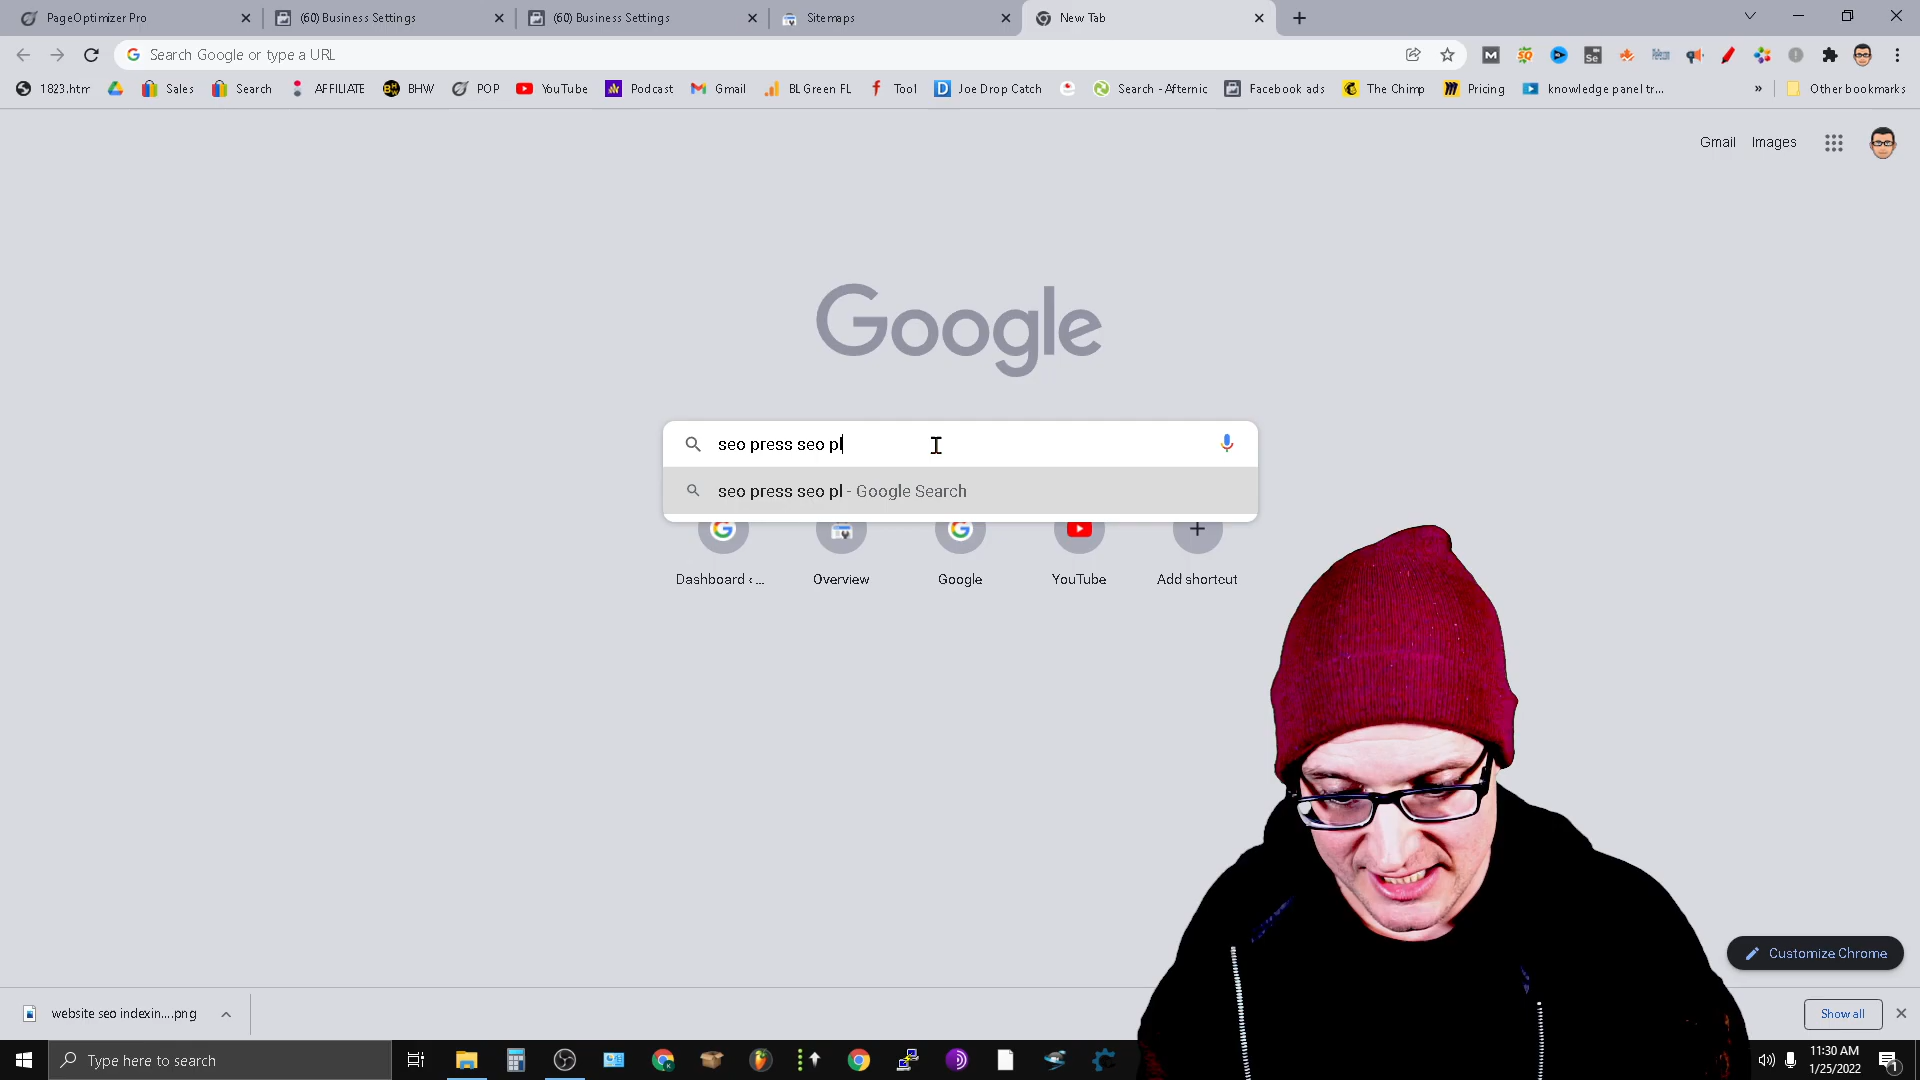 PageOptimizer Pro
(60) Business Settings
(60) Business Settings
Sitemaps
New Tab
Search Google or type a URL
1823.htm
Sales
Search
AFFILIATE
BHW
POP
YouTube
Podcast
Gmail
BL Green FL
Tool
Joe Drop Catch
Search - Afternic
Facebook ads
The Chimp
Pricing
knowledge panel tr...
»
Other bookmarks
Gmail
Images
Google
seo press seo pl
seo press seo pl - Google Search
Dashboard ‹ ...
Overview
Google
YouTube
Add shortcut
Customize Chrome
website seo indexin....png
Show all
Type here to search
11:30 AM
1/25/2022